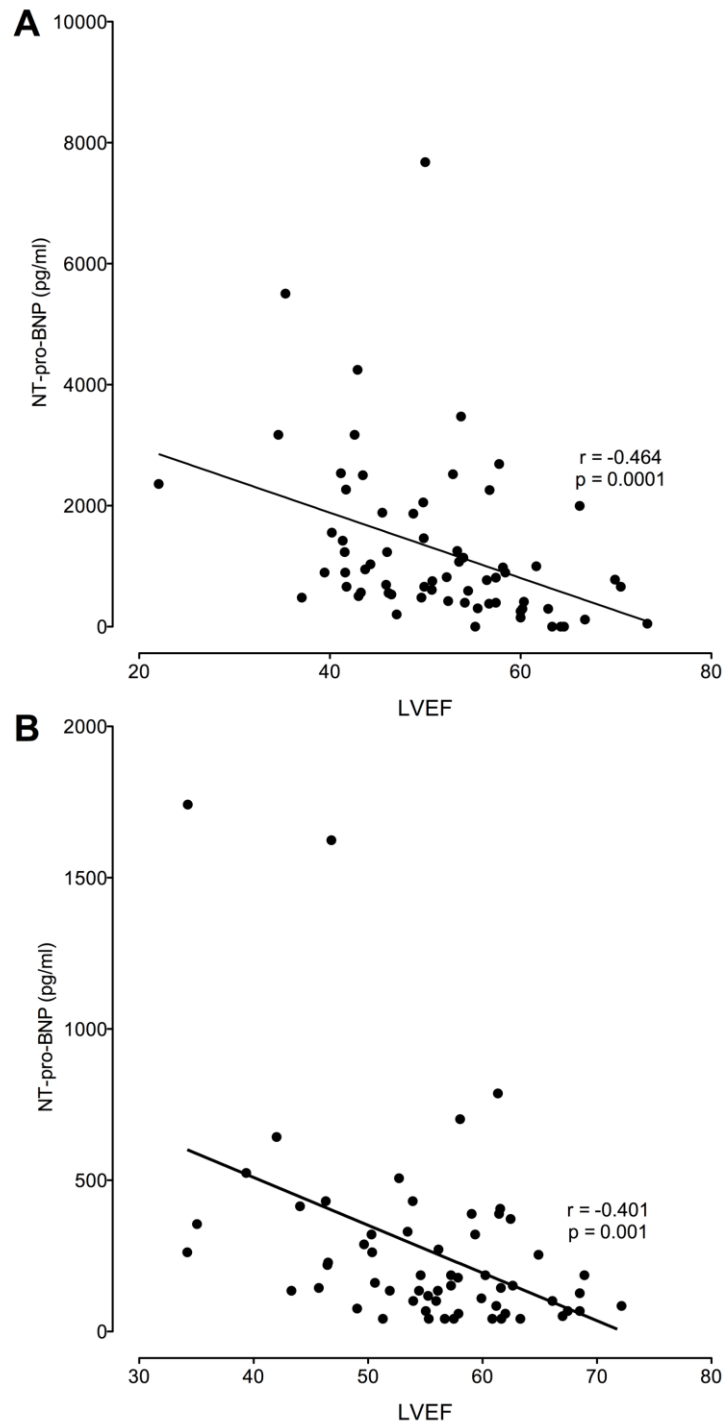 A
10000
8000
6000
4000
2000
0
NT-pro-BNP (pg/ml)
r = -0.464
p = 0.0001
20 40 60 80
LVEF
B
2000
1500
1000
500
0
NT-pro-BNP (pg/ml)
r = -0.401
p = 0.001
30 40 50 60 70 80
LVEF